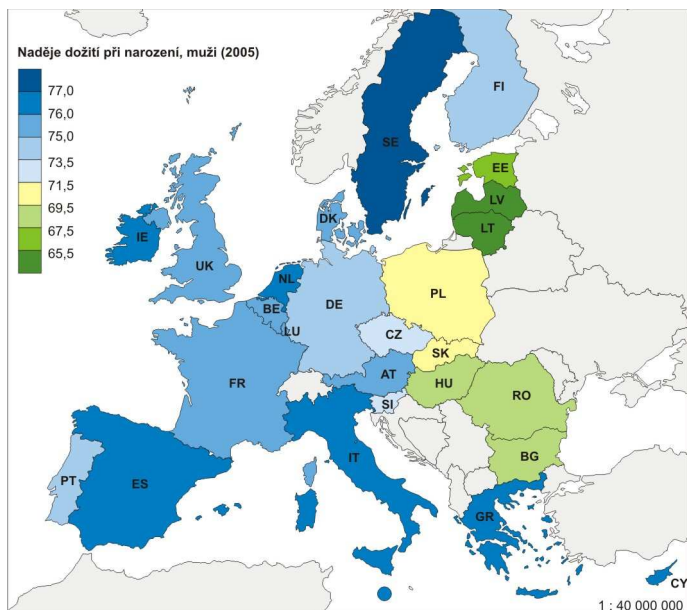 Naděje dožití při narození, muži (2005)
77,0
76,0
75,0
73,5
71,5
69,5
67,5
65,5
FI
SE
EE
LV
LT
DK
IE
UK
NL
BE
LU
DE
PL
CZ
SK
AT
HU
SI
FR
RO
BG
IT
PT
ES
GR
CY
1 : 40 000 000